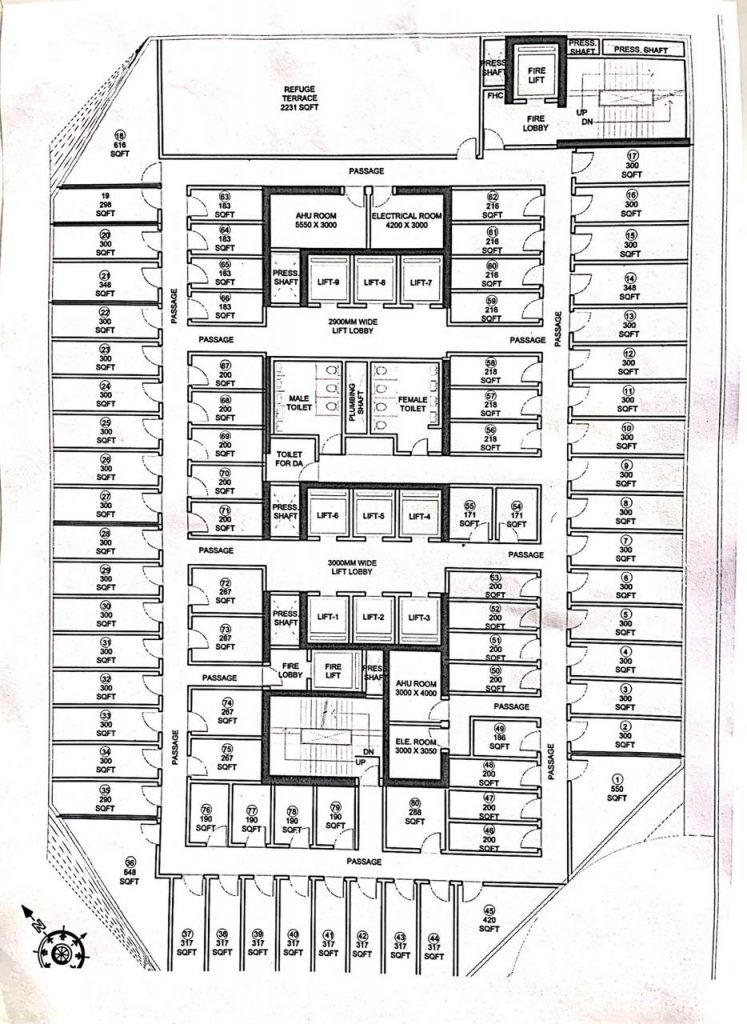 REFUGE
TERRACE
2231 SQFT
PRESS.
SHAFT
FIRE
LIFT
PRESS.
SHAFT
PRESS. SHAFT
FHC
FIRE
LOBBY
UP
DN
18
616
SQFT
PASSAGE
17
300
SQFT
19
298
SQFT
63
183
SQFT
AHU ROOM
5550 X 3000
ELECTRICAL ROOM
4200 X 3000
62
216
SQFT
16
300
SQFT
20
300
SQFT
64
183
SQFT
61
216
SQFT
15
300
SQFT
21
348
SQFT
65
183
SQFT
PRESS.
SHAFT
LIFT-9
LIFT-8
LIFT-7
60
216
SQFT
14
348
SQFT
22
300
SQFT
PASSAGE
66
183
SQFT
59
216
SQFT
PASSAGE
13
300
SQFT
2900MM WIDE
LIFT LOBBY
PASSAGE
PASSAGE
23
300
SQFT
67
200
SQFT
58
218
SQFT
12
300
SQFT
24
300
SQFT
68
200
SQFT
MALE
TOILET
PLUMBING
SHAFT
FEMALE
TOILET
57
218
SQFT
11
300
SQFT
25
300
SQFT
69
200
SQFT
56
218
SQFT
10
300
SQFT
26
300
SQFT
70
200
SQFT
TOILET
FOR DA
9
300
SQFT
27
300
SQFT
71
200
SQFT
PRESS.
SHAFT
LIFT-6
LIFT-5
LIFT-4
55
171
SQFT
54
171
SQFT
8
300
SQFT
28
300
SQFT
PASSAGE
3000MM WIDE
LIFT LOBBY
PASSAGE
7
300
SQFT
29
300
SQFT
72
267
SQFT
53
200
SQFT
6
300
SQFT
30
300
SQFT
73
267
SQFT
PRESS.
SHAFT
LIFT-1
LIFT-2
LIFT-3
52
200
SQFT
5
300
SQFT
31
300
SQFT
51
200
SQFT
4
300
SQFT
32
300
SQFT
PASSAGE
FIRE
LOBBY
FIRE
LIFT
PRESS.
SHAFT
AHU ROOM
3000 X 4000
50
200
SQFT
3
300
SQFT
33
300
SQFT
74
267
SQFT
PASSAGE
2
300
SQFT
34
300
SQFT
PASSAGE
75
267
SQFT
DN
UP
ELE. ROOM
3000 X 3050
49
186
SQFT
PASSAGE
48
200
SQFT
1
550
SQFT
35
290
SQFT
76
190
SQFT
77
190
SQFT
78
190
SQFT
79
190
SQFT
80
288
SQFT
47
200
SQFT
46
200
SQFT
36
648
SQFT
PASSAGE
37
317
SQFT
38
317
SQFT
39
317
SQFT
40
317
SQFT
41
317
SQFT
42
317
SQFT
43
317
SQFT
44
317
SQFT
45
420
SQFT
N